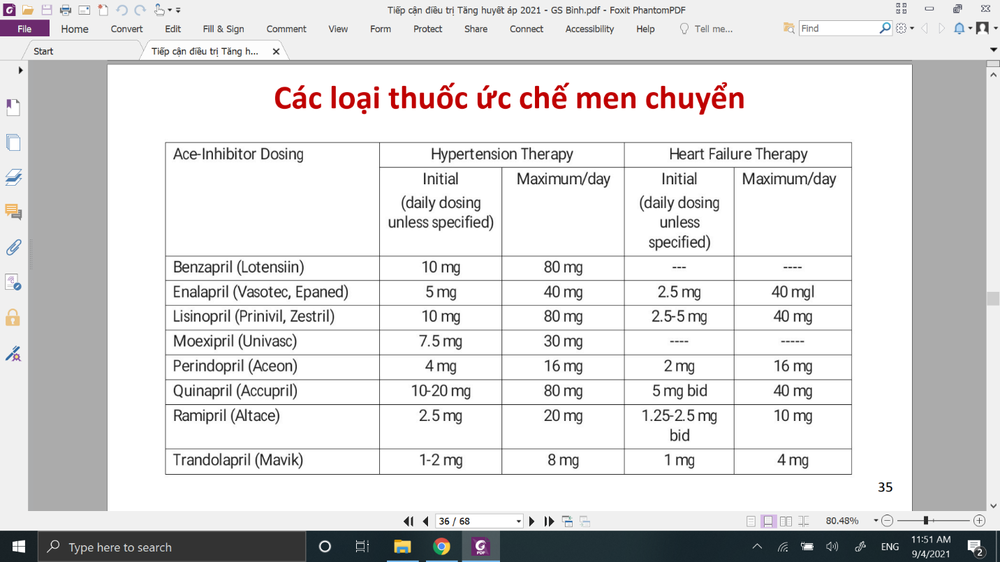 Tiếp cận điều trị Tăng huyết áp 2021 - GS Binh.pdf - Foxit PhantomPDF
File Home Convert Edit Fill & Sign Comment View Form Protect Share Connect Accessibility Help Tell me... Find
Start Tiếp cận điều trị Tăng h...
Các loại thuốc ức chế men chuyển
Ace-Inhibitor Dosing Hypertension Therapy Heart Failure Therapy
Initial Maximum/day Initial Maximum/day
(daily dosing (daily dosing
unless specified) unless
specified)
Benzapril (Lotensiin) 10 mg 80 mg --- ----
Enalapril (Vasotec, Epaned) 5 mg 40 mg 2.5 mg 40 mgl
Lisinopril (Prinivil, Zestril) 10 mg 80 mg 2.5-5 mg 40 mg
Moexipril (Univasc) 7.5 mg 30 mg ---- -----
Perindopril (Aceon) 4 mg 16 mg 2 mg 16 mg
Quinapril (Accupril) 10-20 mg 80 mg 5 mg bid 40 mg
Ramipril (Altace) 2.5 mg 20 mg 1.25-2.5 mg 10 mg
bid
Trandolapril (Mavik) 1-2 mg 8 mg 1 mg 4 mg
35
36 / 68 80.48%
Type here to search ENG 11:51 AM
9/4/2021 2